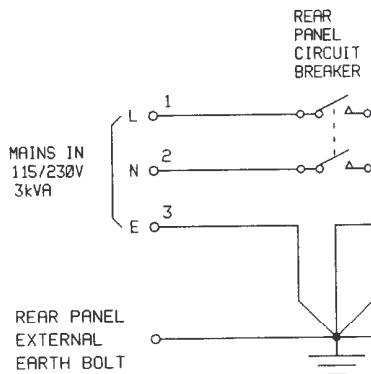 REAR
PANEL
CIRCUIT
BREAKER
L 1
MAINS IN
115/230V
3kVA
N 2
E 3
REAR PANEL
EXTERNAL
EARTH BOLT